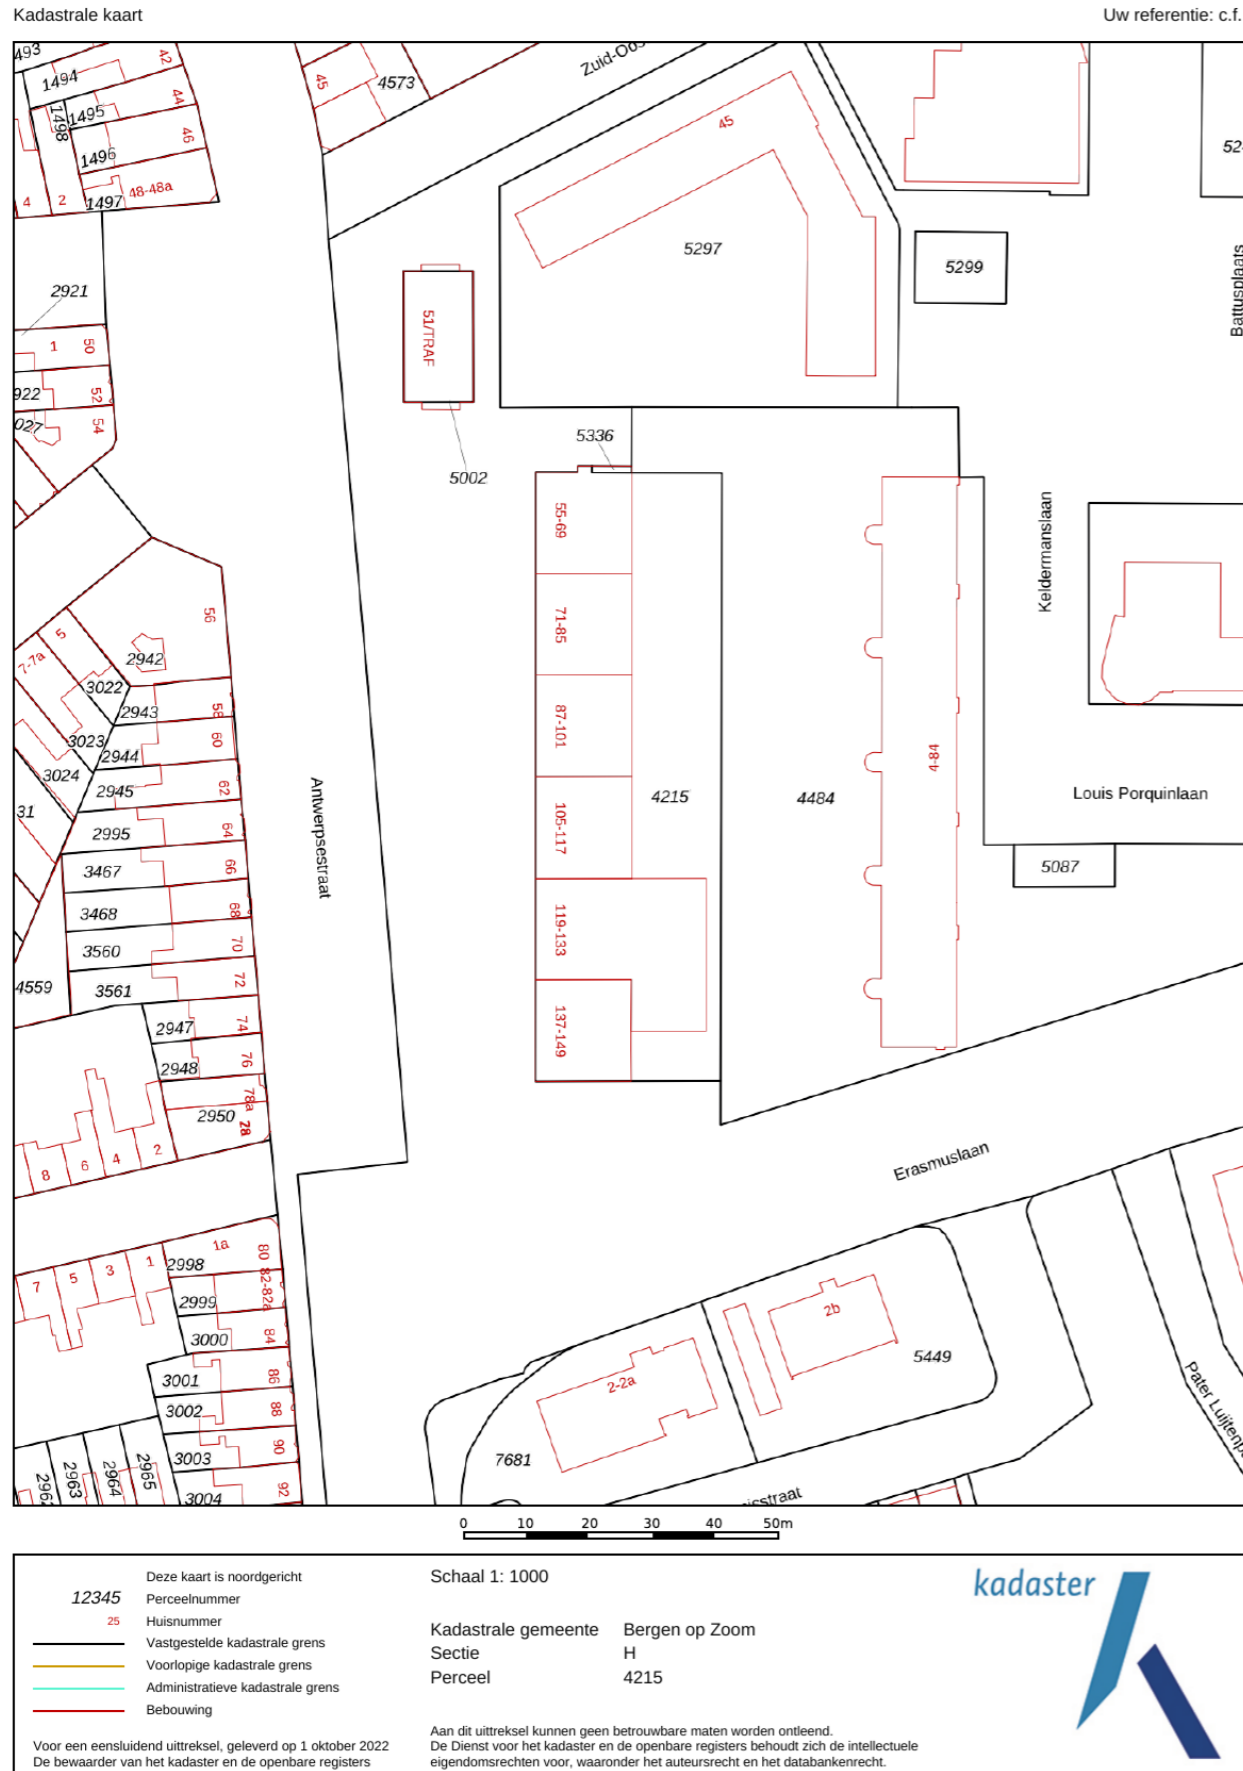 Kadastrale kaart
Uw referentie: c.f.
493
1494
42
1495
44
1498
46
1496
48-48a
1497
4
2
45
4573
45
5297
5299
Battusplaats
2921
1
50
922
52
027
54
51/TRAF
5002
5336
55-69
71-85
87-101
105-117
119-133
137-149
4215
4484
4-84
Keldermanslaan
Louis Porquinlaan
5087
Antwerpsestraat
Erasmuslaan
56
5
7-7a
2942
3022
2943
58
3023
2944
60
3024
2945
62
31
2995
64
3467
66
3468
68
3560
70
4559
3561
72
2947
74
2948
76
78a
2950
78
8
6
4
2
1a
80
7
5
3
1
2998
82-82a
2999
3000
84
3001
86
3002
88
3003
90
3004
92
2963
2964
2965
2-2a
2b
5449
7681
0 10 20 30 40 50m
Deze kaart is noordgericht
12345 Perceelnummer
25 Huisnummer
Vastgestelde kadastrale grens
Voorlopige kadastrale grens
Administratieve kadastrale grens
Bebouwing
Voor een eensluidend uittreksel, geleverd op 1 oktober 2022
De bewaarder van het kadaster en de openbare registers
Schaal 1: 1000
Kadastrale gemeente Bergen op Zoom
Sectie H
Perceel 4215
Aan dit uittreksel kunnen geen betrouwbare maten worden ontleend.
De Dienst voor het kadaster en de openbare registers behoudt zich de intellectuele
eigendomsrechten voor, waaronder het auteursrecht en het databankenrecht.
kadaster